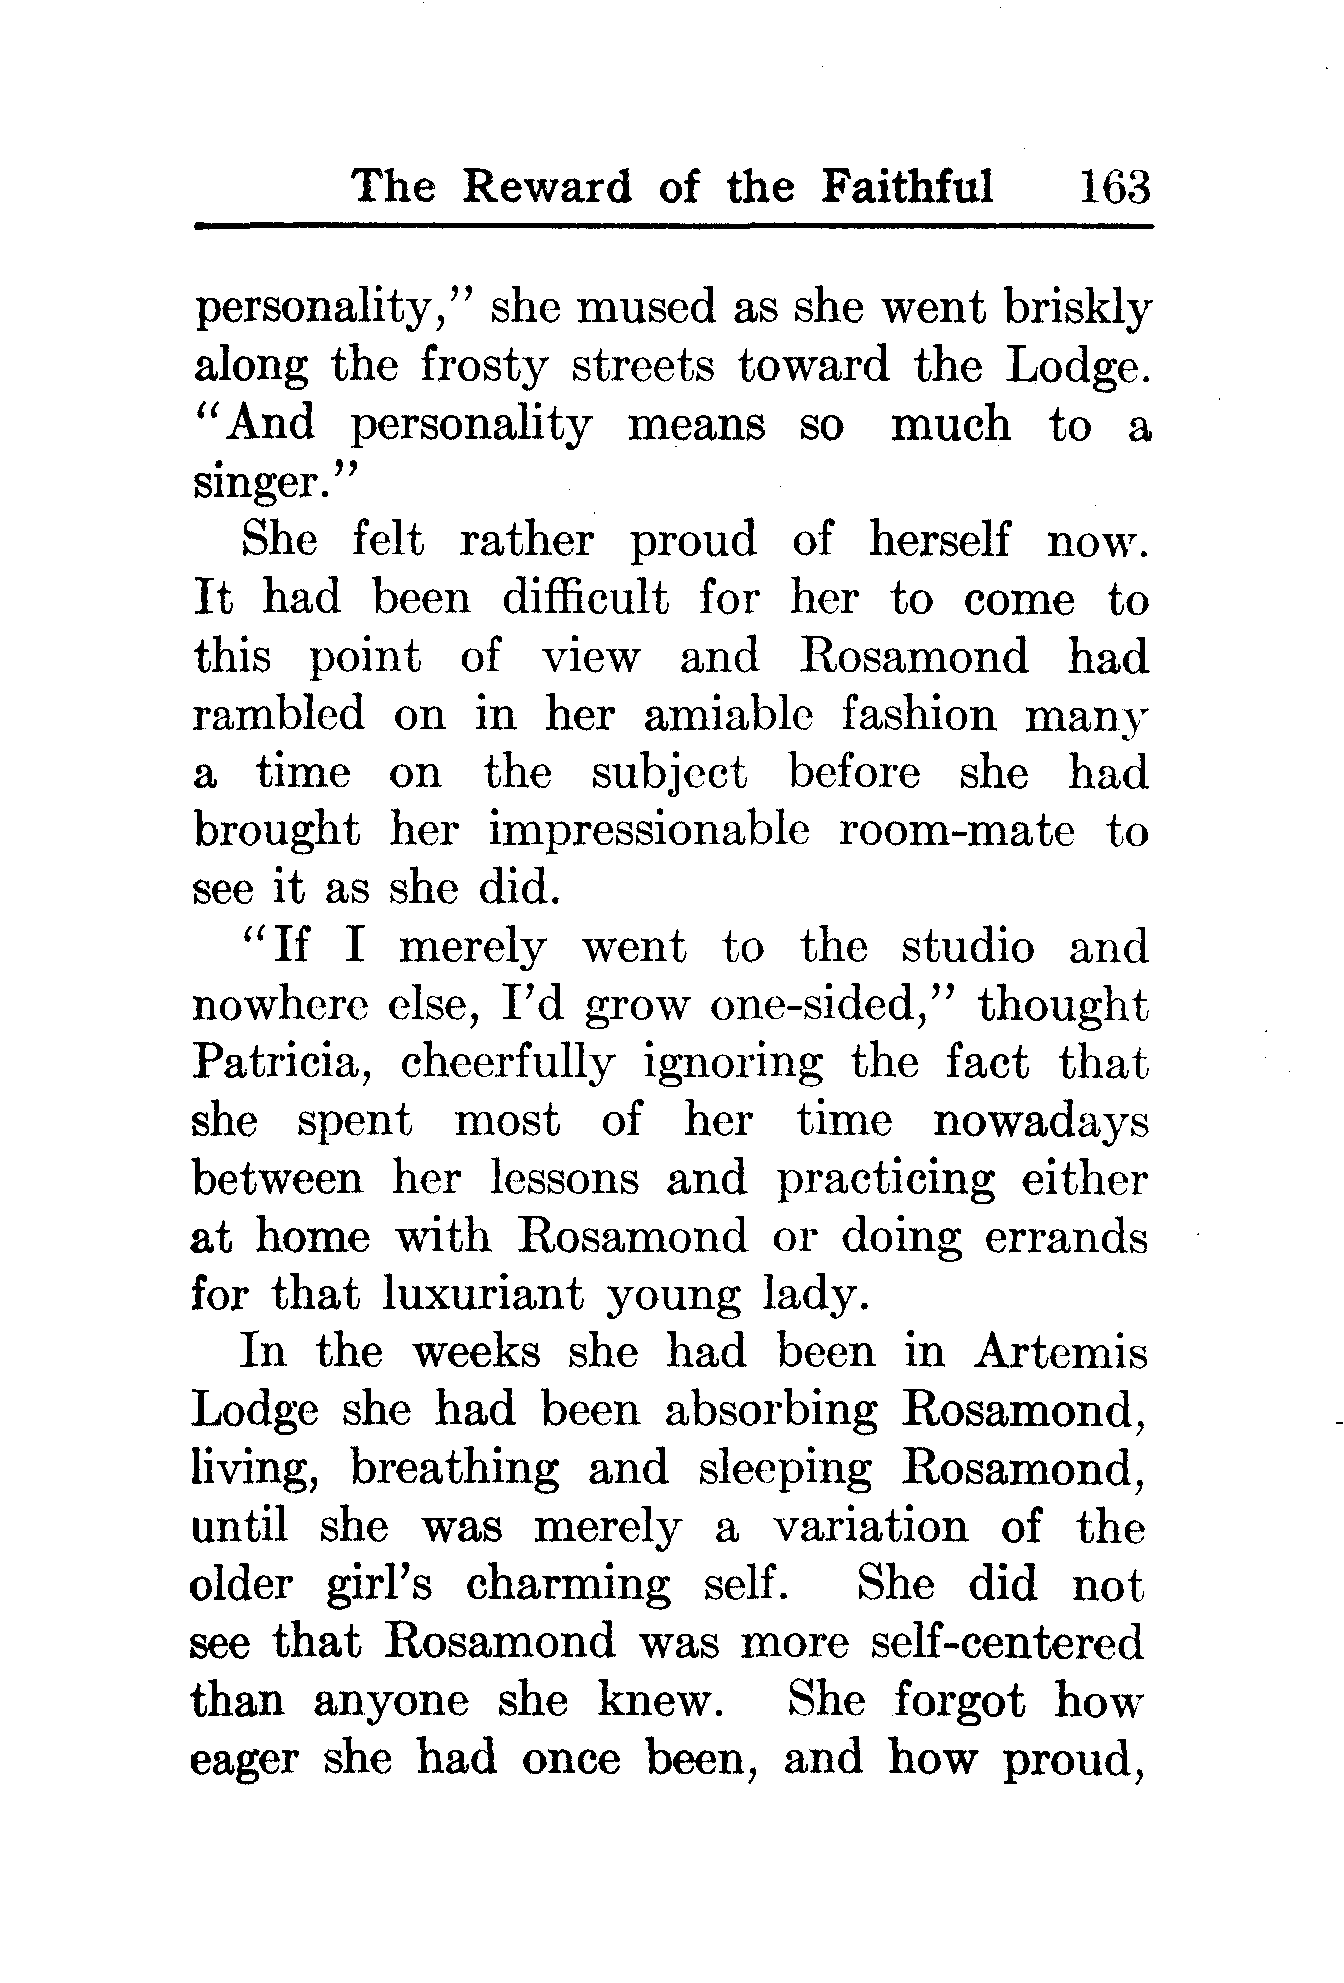 The Reward of the Faithful 163
personality," she mused as she went briskly
along the frosty streets toward the Lodge.
"And personality means so much to a
singer."
She felt rather proud of herself now.
It had been difficult for her to come to
this point of view and Rosamond had
rambled on in her amiable fashion many
a time on the subject before she had
brought her impressionable room-mate to
see it as she did.
"If I merely went to the studio and
nowhere else, I'd grow one-sided," thought
Patricia, cheerfully ignoring the fact that
she spent most of her time nowadays
between her lessons and practicing either
at home with Rosamond or doing errands
for that luxuriant young lady.
In the weeks she had been in Artemis
Lodge she had been absorbing Rosamond,
living, breathing and sleeping Rosamond,
until she was merely a variation of the
older girl's charming self. She did not
see that Rosamond was more self-centered
than anyone she knew. She forgot how
eager she had once been, and how proud,